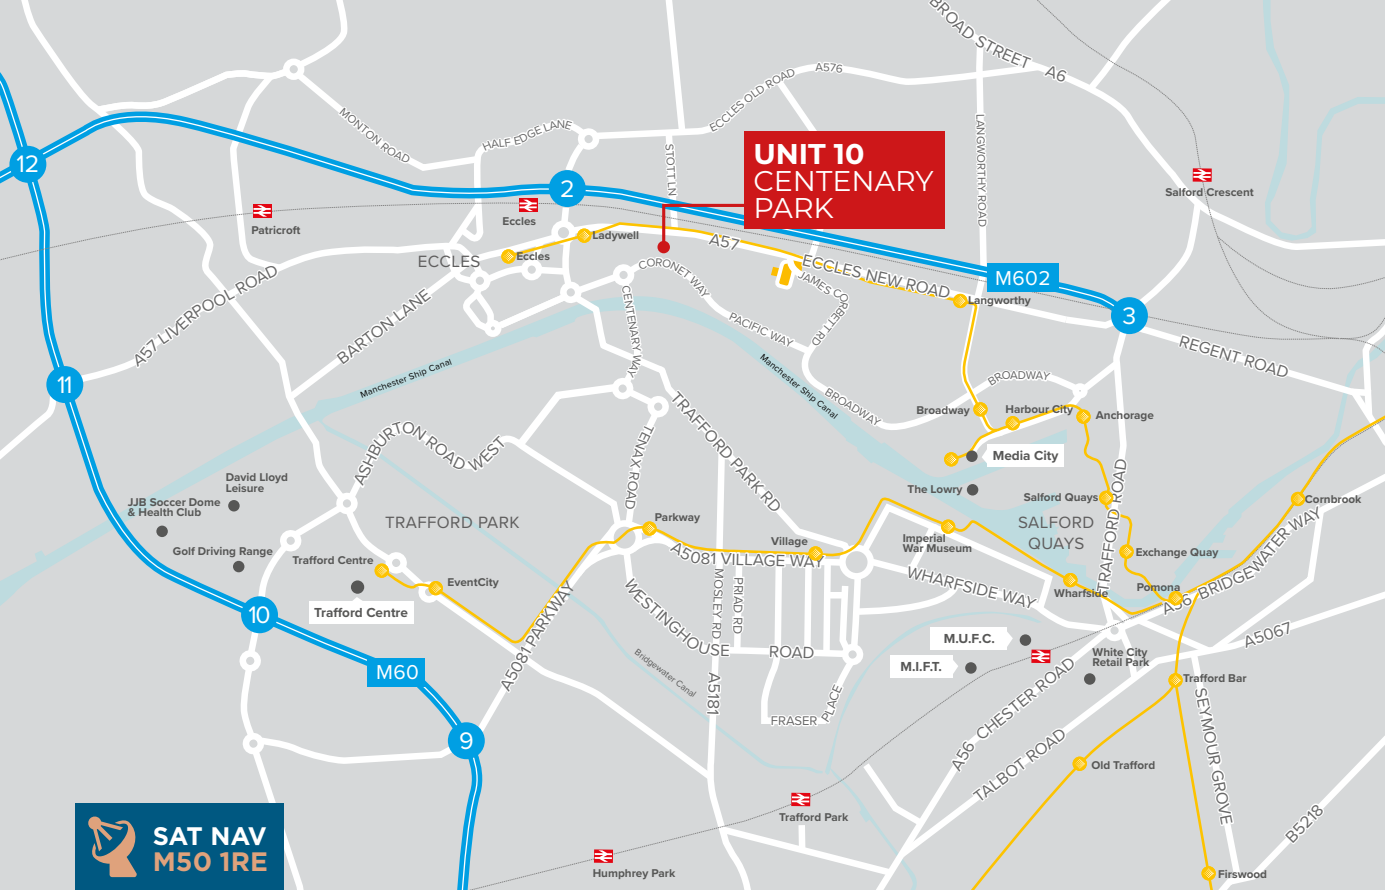 BROAD STREET
A6
A576
ECCLES OLD ROAD
MONTON ROAD
HALF EDGE LANE
STOTT LN
LANGWORTHY ROAD
UNIT 10
CENTENARY
PARK
12
2
Salford Crescent
Patricroft
Eccles
Ladywell
A57
Eccles
ECCLES
CORONET WAY
ECCLES NEW ROAD
JAMES CORBETT RD
M602
Langworthy
3
A57 LIVERPOOL ROAD
BARTON LANE
CENTENARY WAY
PACIFIC WAY
REGENT ROAD
Manchester Ship Canal
Manchester Ship Canal
11
BROADWAY
BROADWAY
Broadway
Harbour City
Anchorage
TRAFFORD PARK RD
ASHBURTON ROAD WEST
TENAX ROAD
Media City
David Lloyd
Leisure
The Lowry
Salford Quays
TRAFFORD ROAD
Cornbrook
JJB Soccer Dome
& Health Club
TRAFFORD PARK
Parkway
SALFORD
QUAYS
Golf Driving Range
Village
Imperial
War Museum
Exchange Quay
Trafford Centre
A5081 VILLAGE WAY
EventCity
WHARFSIDE WAY
Wharfside
Pomona
A56 BRIDGEWATER WAY
Trafford Centre
10
A5081 PARKWAY
WESTINGHOUSE
ROAD
MOSLEY RD
PRIAD RD
M.U.F.C.
A5067
White City
Retail Park
M.I.F.T.
M60
Bridgewater Canal
A5181
Trafford Bar
FRASER
PLACE
A56 CHESTER ROAD
SEYMOUR GROVE
9
TALBOT ROAD
Old Trafford
SAT NAV
M50 1RE
Trafford Park
B5218
Humphrey Park
Firswood